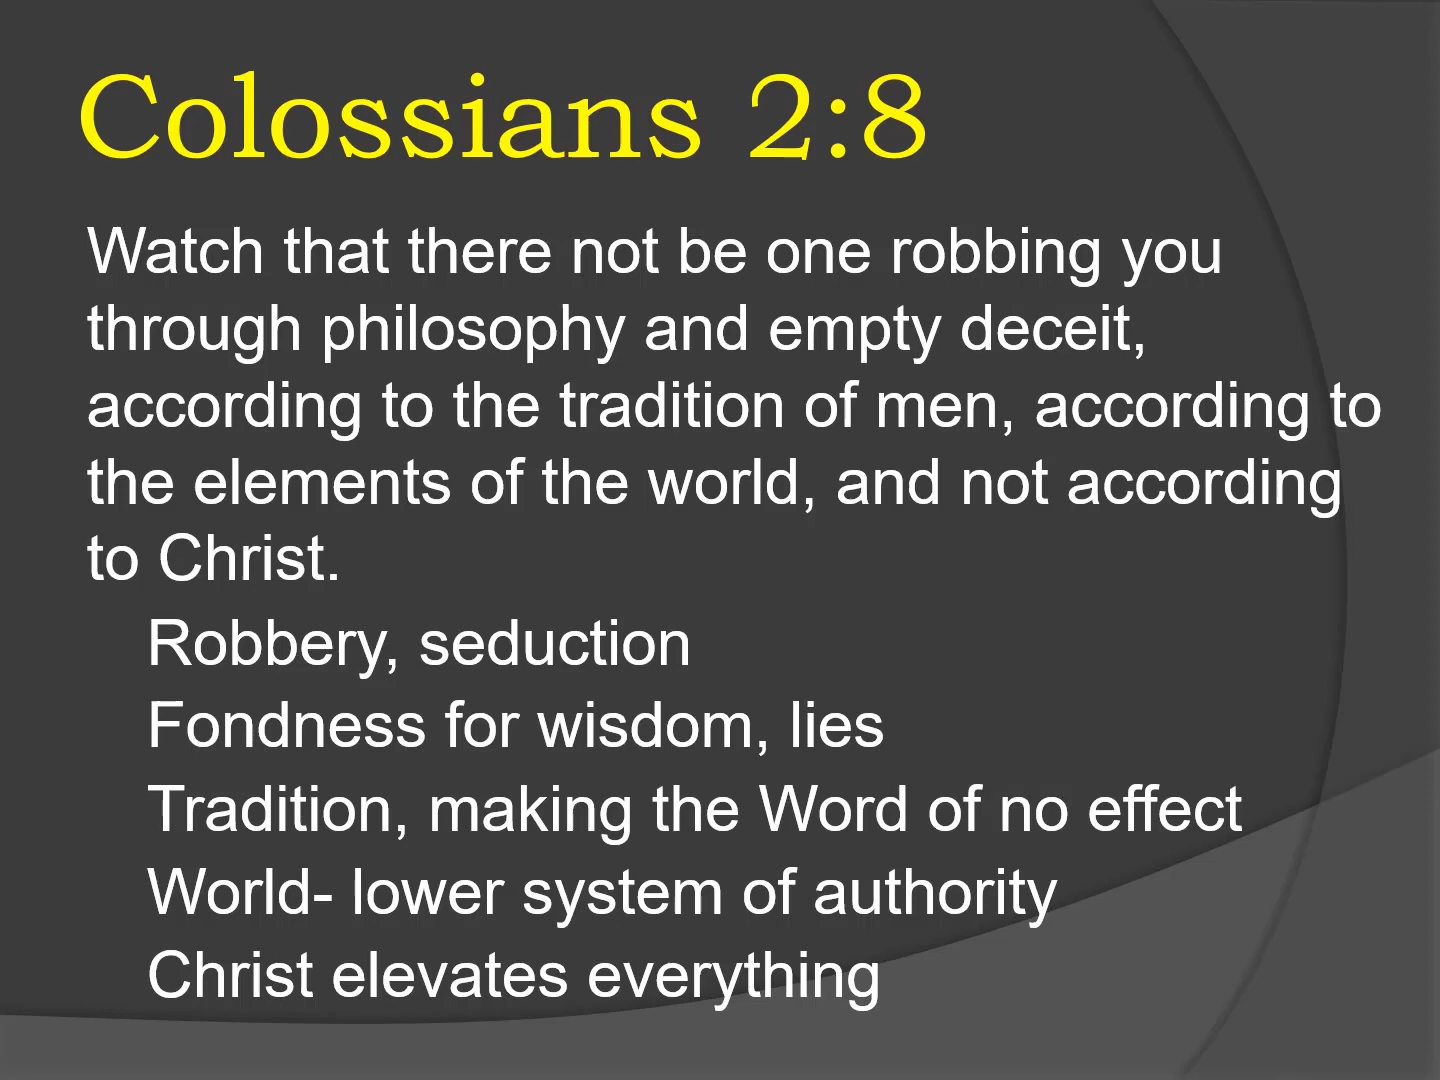 Colossians 2:8
Watch that there not be one robbing you
through philosophy and empty deceit,
according to the tradition of men, according to
the elements of the world, and not according
to Christ.
Robbery, seduction
Fondness for wisdom, lies
Tradition, making the Word of no effect
World- lower system of authority
Christ elevates everything